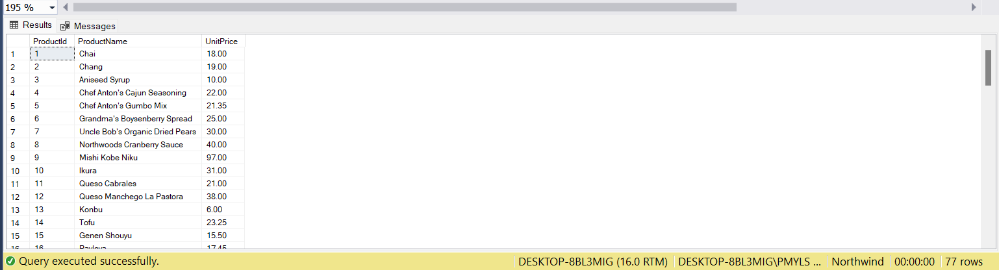 195 %
Results Messages
ProductId ProductName UnitPrice
1 1 Chai 18.00
2 2 Chang 19.00
3 3 Aniseed Syrup 10.00
4 4 Chef Anton's Cajun Seasoning 22.00
5 5 Chef Anton's Gumbo Mix 21.35
6 6 Grandma's Boysenberry Spread 25.00
7 7 Uncle Bob's Organic Dried Pears 30.00
8 8 Northwoods Cranberry Sauce 40.00
9 9 Mishi Kobe Niku 97.00
10 10 Ikura 31.00
11 11 Queso Cabrales 21.00
12 12 Queso Manchego La Pastora 38.00
13 13 Konbu 6.00
14 14 Tofu 23.25
15 15 Genen Shouyu 15.50
16 16 Pavlova 17.45
Query executed successfully. DESKTOP-8BL3MIG (16.0 RTM) DESKTOP-8BL3MIG\PMYLS ... Northwind 00:00:00 77 rows